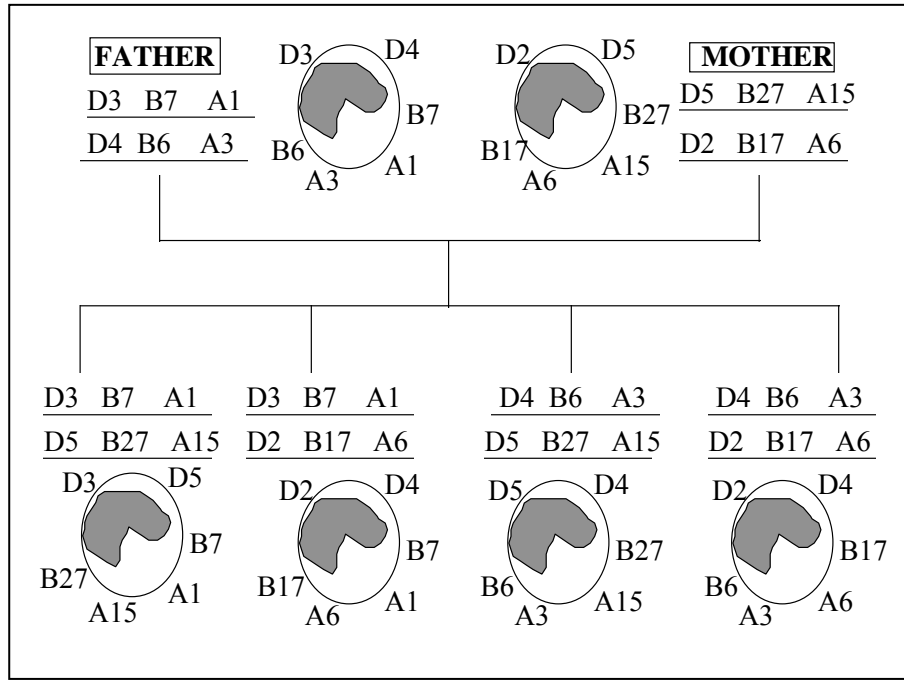 FATHER
D3 B7 A1
D4 B6 A3
D3 D4
B7
B6
A3 A1
D2 D5
B27
B17
A6 A15
MOTHER
D5 B27 A15
D2 B17 A6
D3 B7 A1
D5 B27 A15
D3 D5
B7
B27
A15 A1
D3 B7 A1
D2 B17 A6
D2 D4
B7
B17
A6 A1
D4 B6 A3
D5 B27 A15
D5 D4
B27
B6
A3 A15
D4 B6 A3
D2 B17 A6
D2 D4
B17
B6
A3 A6